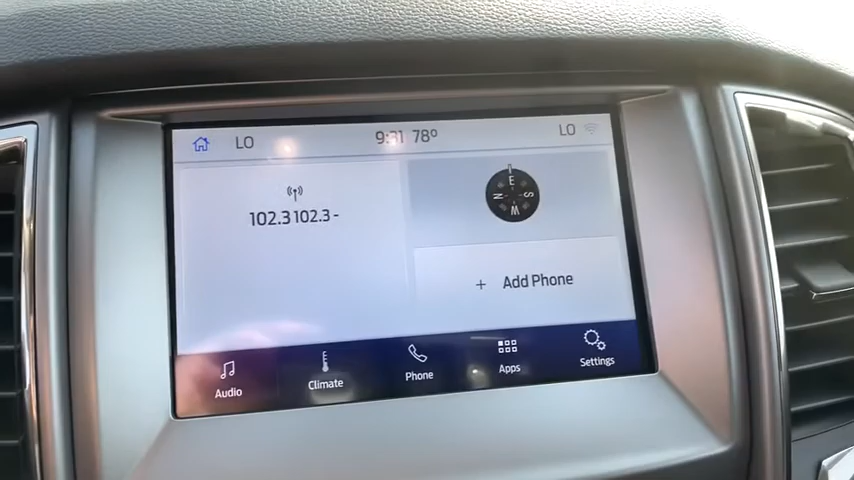 LO 9:31 78° LO
102.3 102.3-
E
N S
W
+ Add Phone
Audio Climate Phone Apps Settings